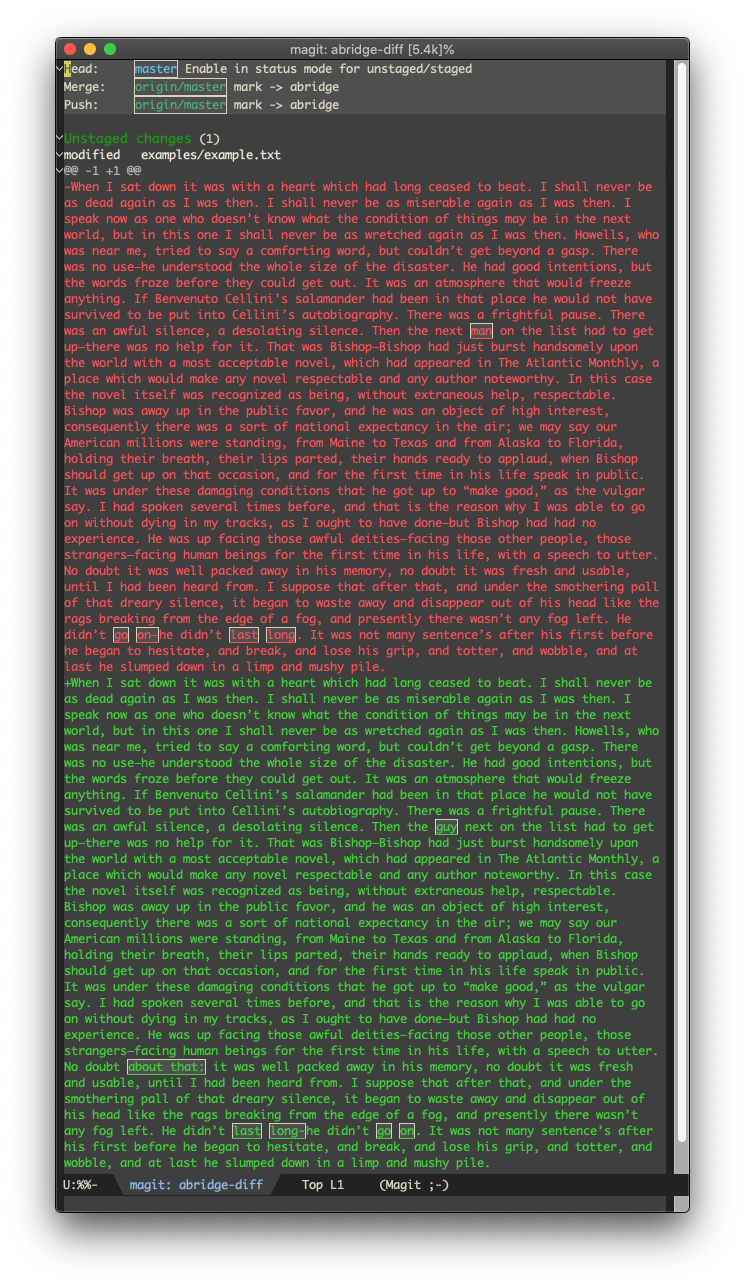 magit: abridge-diff [5.4k]%
Head:     master Enable in status mode for unstaged/staged
Merge:    origin/master mark -> abridge
Push:     origin/master mark -> abridge
Unstaged changes (1)
modified   examples/example.txt
@@ -1 +1 @@
-When I sat down it was with a heart which had long ceased to beat. I shall never be
as dead again as I was then. I shall never be as miserable again as I was then. I
speak now as one who doesn’t know what the condition of things may be in the next
world, but in this one I shall never be as wretched again as I was then. Howells, who
was near me, tried to say a comforting word, but couldn’t get beyond a gasp. There
was no use—he understood the whole size of the disaster. He had good intentions, but
the words froze before they could get out. It was an atmosphere that would freeze
anything. If Benvenuto Cellini’s salamander had been in that place he would not have
survived to be put into Cellini’s autobiography. There was a frightful pause. There
was an awful silence, a desolating silence. Then the next man on the list had to get
up—there was no help for it. That was Bishop—Bishop had just burst handsomely upon
the world with a most acceptable novel, which had appeared in The Atlantic Monthly, a
place which would make any novel respectable and any author noteworthy. In this case
the novel itself was recognized as being, without extraneous help, respectable.
Bishop was away up in the public favor, and he was an object of high interest,
consequently there was a sort of national expectancy in the air; we may say our
American millions were standing, from Maine to Texas and from Alaska to Florida,
holding their breath, their lips parted, their hands ready to applaud, when Bishop
should get up on that occasion, and for the first time in his life speak in public.
It was under these damaging conditions that he got up to “make good,” as the vulgar
say. I had spoken several times before, and that is the reason why I was able to go
on without dying in my tracks, as I ought to have done—but Bishop had had no
experience. He was up facing those awful deities—facing those other people, those
strangers—facing human beings for the first time in his life, with a speech to utter.
No doubt it was well packed away in his memory, no doubt it was fresh and usable,
until I had been heard from. I suppose that after that, and under the smothering pall
of that dreary silence, it began to waste away and disappear out of his head like the
rags breaking from the edge of a fog, and presently there wasn’t any fog left. He
didn’t go on—he didn’t last long. It was not many sentence’s after his first before
he began to hesitate, and break, and lose his grip, and totter, and wobble, and at
last he slumped down in a limp and mushy pile.
+When I sat down it was with a heart which had long ceased to beat. I shall never be
as dead again as I was then. I shall never be as miserable again as I was then. I
speak now as one who doesn’t know what the condition of things may be in the next
world, but in this one I shall never be as wretched again as I was then. Howells, who
was near me, tried to say a comforting word, but couldn’t get beyond a gasp. There
was no use—he understood the whole size of the disaster. He had good intentions, but
the words froze before they could get out. It was an atmosphere that would freeze
anything. If Benvenuto Cellini’s salamander had been in that place he would not have
survived to be put into Cellini’s autobiography. There was a frightful pause. There
was an awful silence, a desolating silence. Then the guy next on the list had to get
up—there was no help for it. That was Bishop—Bishop had just burst handsomely upon
the world with a most acceptable novel, which had appeared in The Atlantic Monthly, a
place which would make any novel respectable and any author noteworthy. In this case
the novel itself was recognized as being, without extraneous help, respectable.
Bishop was away up in the public favor, and he was an object of high interest,
consequently there was a sort of national expectancy in the air; we may say our
American millions were standing, from Maine to Texas and from Alaska to Florida,
holding their breath, their lips parted, their hands ready to applaud, when Bishop
should get up on that occasion, and for the first time in his life speak in public.
It was under these damaging conditions that he got up to “make good,” as the vulgar
say. I had spoken several times before, and that is the reason why I was able to go
on without dying in my tracks, as I ought to have done—but Bishop had had no
experience. He was up facing those awful deities—facing those other people, those
strangers—facing human beings for the first time in his life, with a speech to utter.
No doubt about that: it was well packed away in his memory, no doubt it was fresh
and usable, until I had been heard from. I suppose that after that, and under the
smothering pall of that dreary silence, it began to waste away and disappear out of
his head like the rags breaking from the edge of a fog, and presently there wasn’t
any fog left. He didn’t last long-he didn’t go on. It was not many sentence’s after
his first before he began to hesitate, and break, and lose his grip, and totter, and
wobble, and at last he slumped down in a limp and mushy pile.
U:%%-   magit: abridge-diff   Top L1   (Magit ;-)